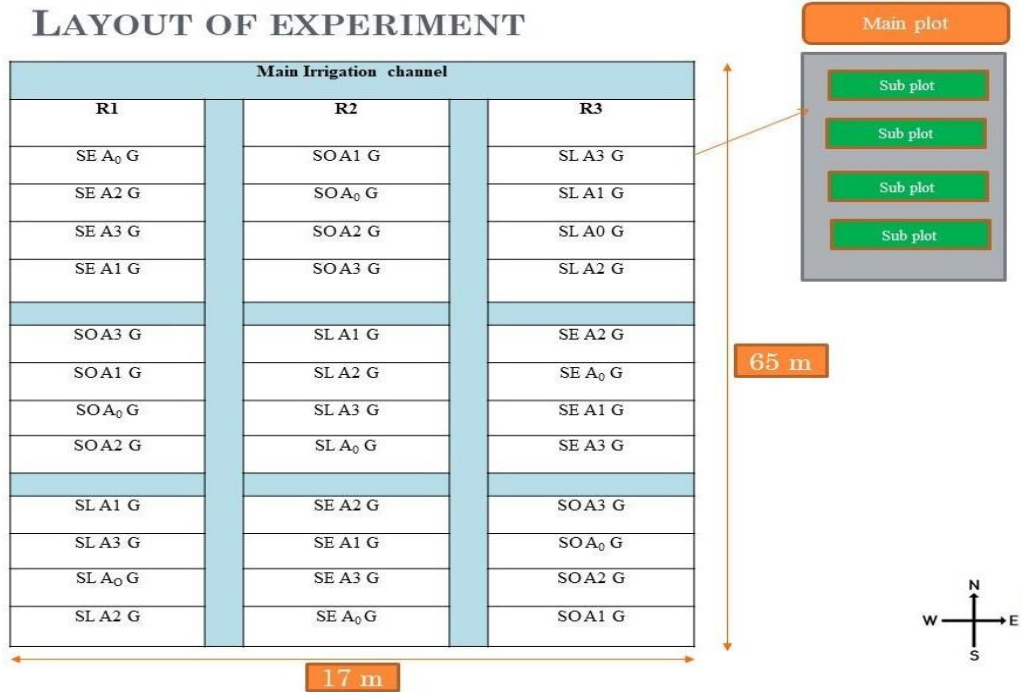 LAYOUT OF EXPERIMENT
Main Irrigation channel
R1 R2 R3
SE A₀ G SO A1 G SL A3 G
SE A2 G SO A₀ G SL A1 G
SE A3 G SO A2 G SL A0 G
SE A1 G SO A3 G SL A2 G
SO A3 G SL A1 G SE A2 G
SO A1 G SL A2 G SE A₀ G
SO A₀ G SL A3 G SE A1 G
SO A2 G SL A₀ G SE A3 G
SL A1 G SE A2 G SO A3 G
SL A3 G SE A1 G SO A₀ G
SL Aₒ G SE A3 G SO A2 G
SL A2 G SE A₀ G SO A1 G
17 m
65 m
Main plot
Sub plot
Sub plot
Sub plot
Sub plot
N
W E
S